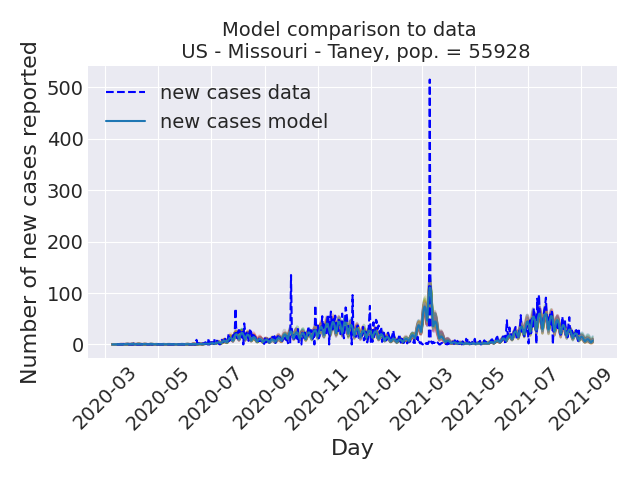 Model comparison to data
US - Missouri - Taney, pop. = 55928
Number of new cases reported
500
400
300
200
100
0
new cases data
new cases model
2020-03
2020-05
2020-07
2020-09
2020-11
2021-01
2021-03
2021-05
2021-07
2021-09
Day